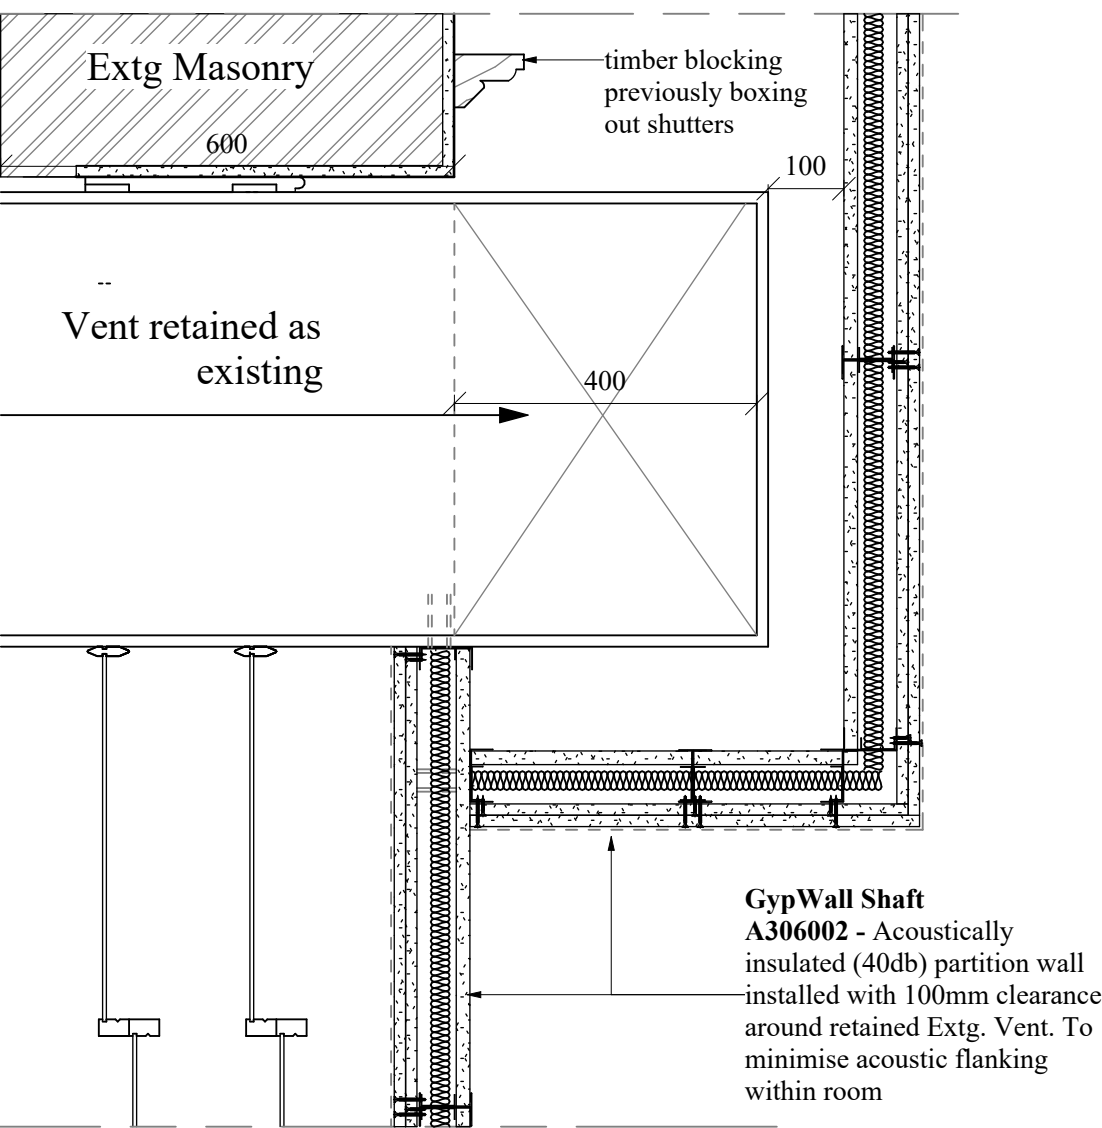 Extg Masonry
600
timber blocking
previously boxing
out shutters
100
Vent retained as
existing
400
GypWall Shaft
A306002 - Acoustically
insulated (40db) partition wall
installed with 100mm clearance
around retained Extg. Vent. To
minimise acoustic flanking
within room